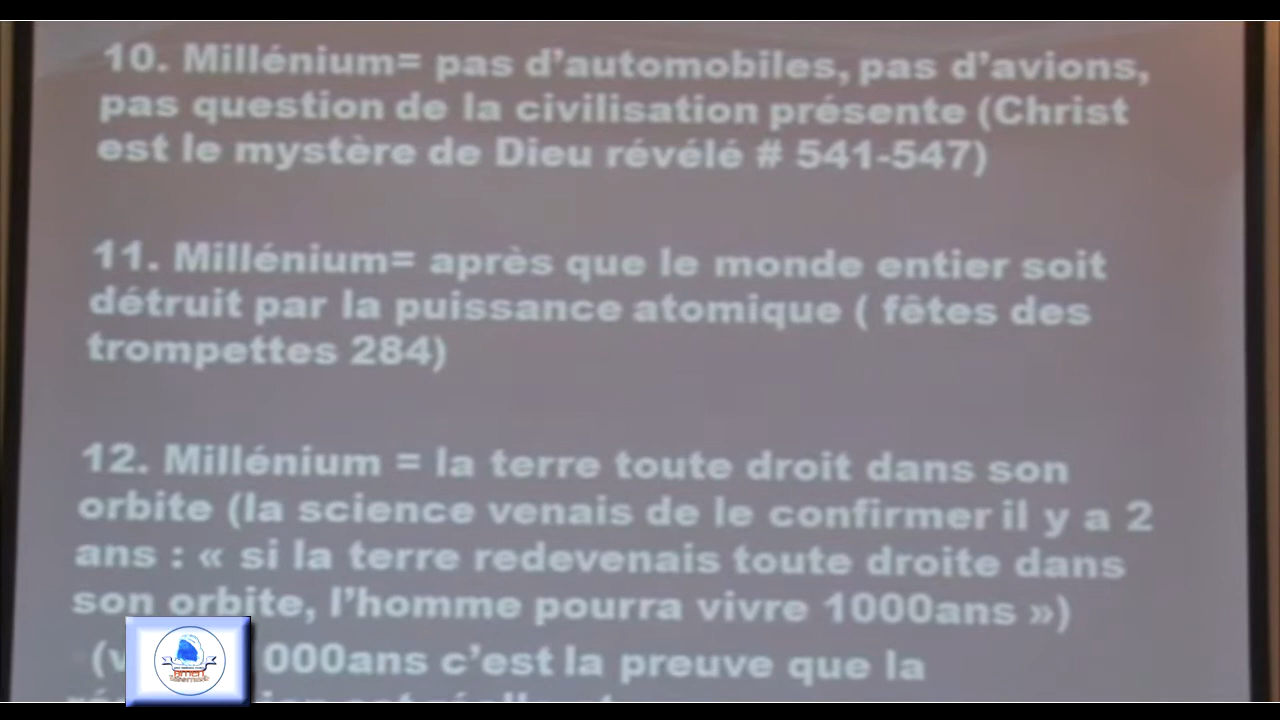 10. Millénium= pas d’automobiles, pas d’avions,
pas question de la civilisation présente (Christ
est le mystère de Dieu révélé # 541-547)
11. Millénium= après que le monde entier soit
détruit par la puissance atomique ( fêtes des
trompettes 284)
12. Millénium = la terre toute droit dans son
orbite (la science venais de le confirmer il y a 2
ans : « si la terre redevenais toute droite dans
son orbite, l’homme pourra vivre 1000ans »)
000ans c’est la preuve que la